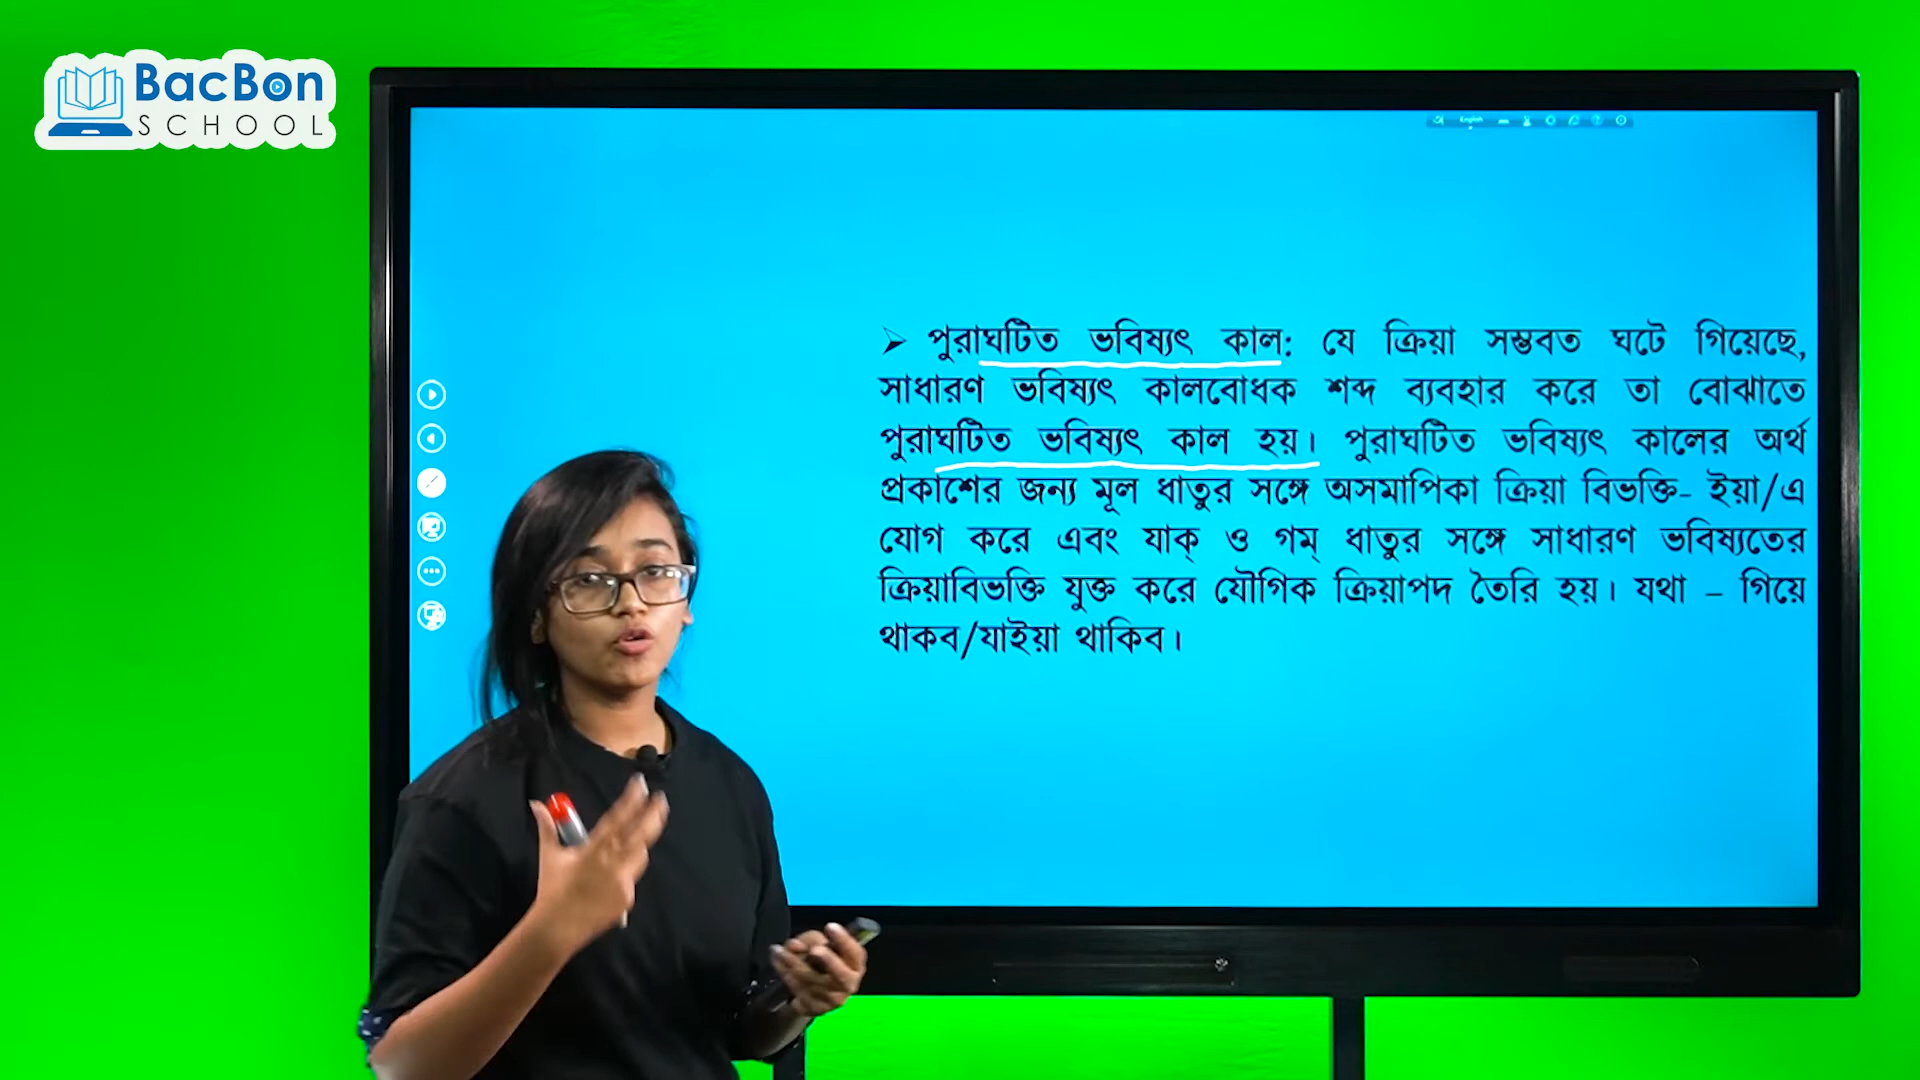 BacBon
SCHOOL
English
➢ পুরাঘটিত ভবিষ্যৎ কাল: যে ক্রিয়া সম্ভবত ঘটে গিয়েছে,
সাধারণ ভবিষ্যৎ কালবোধক শব্দ ব্যবহার করে তা বোঝাতে
পুরাঘটিত ভবিষ্যৎ কাল হয়। পুরাঘটিত ভবিষ্যৎ কালের অর্থ
প্রকাশের জন্য মূল ধাতুর সঙ্গে অসমাপিকা ক্রিয়া বিভক্তি- ইয়া/এ
যোগ করে এবং যাক্ ও গম্ ধাতুর সঙ্গে সাধারণ ভবিষ্যতের
ক্রিয়াবিভক্তি যুক্ত করে যৌগিক ক্রিয়াপদ তৈরি হয়। যথা – গিয়ে
থাকব/যাইয়া থাকিব।